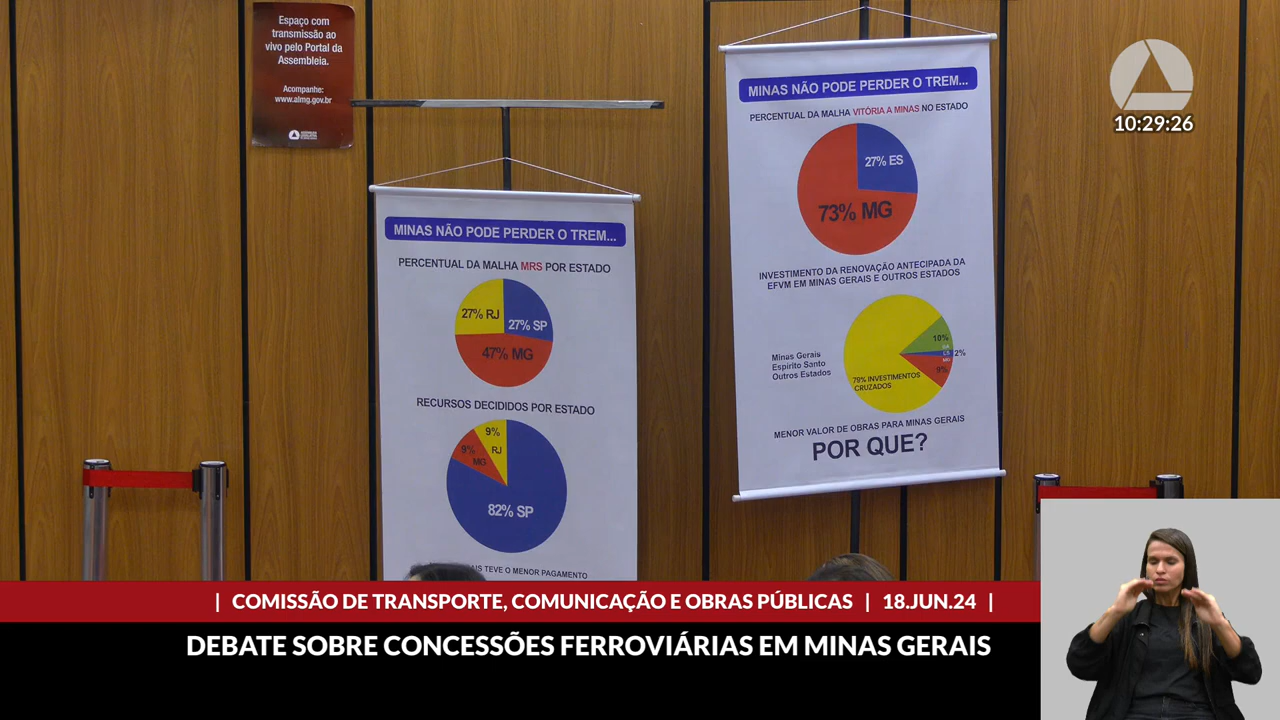 Espaço com
transmissão ao
vivo pelo Portal da
Assembleia.
Acompanhe:
www.almg.gov.br
10:29:26
MINAS NÃO PODE PERDER O TREM...
PERCENTUAL DA MALHA MRS POR ESTADO
27% RJ
27% SP
47% MG
RECURSOS DECIDIDOS POR ESTADO
9%
RJ
9%
MG
82% SP
TEVE O MENOR PAGAMENTO
MINAS NÃO PODE PERDER O TREM...
PERCENTUAL DA MALHA VITÓRIA A MINAS NO ESTADO
27% ES
73% MG
INVESTIMENTO DA RENOVAÇÃO ANTECIPADA DA
EFVM EM MINAS GERAIS E OUTROS ESTADOS
Minas Gerais
Espírito Santo
Outros Estados
10%
2%
9%
79% INVESTIMENTOS
CRUZADOS
MENOR VALOR DE OBRAS PARA MINAS GERAIS
POR QUE?
| COMISSÃO DE TRANSPORTE, COMUNICAÇÃO E OBRAS PÚBLICAS | 18.JUN.24 |
DEBATE SOBRE CONCESSÕES FERROVIÁRIAS EM MINAS GERAIS